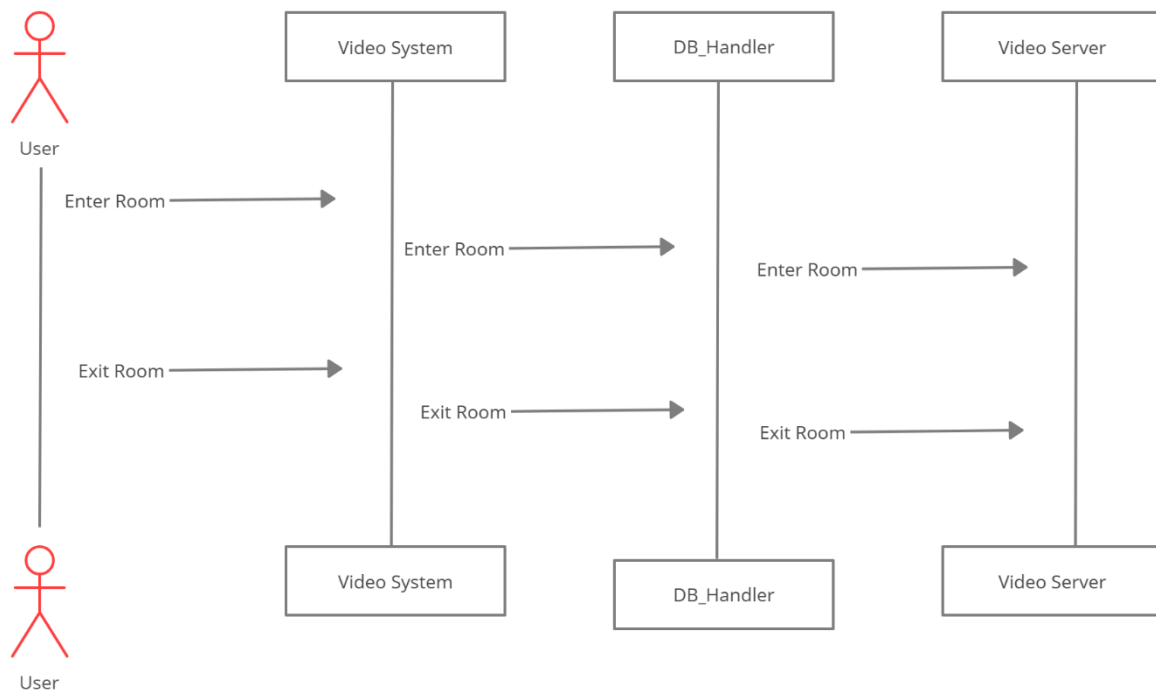 Video System
DB_Handler
Video Server
User
Enter Room
Enter Room
Enter Room
Exit Room
Exit Room
Exit Room
Video System
DB_Handler
Video Server
User